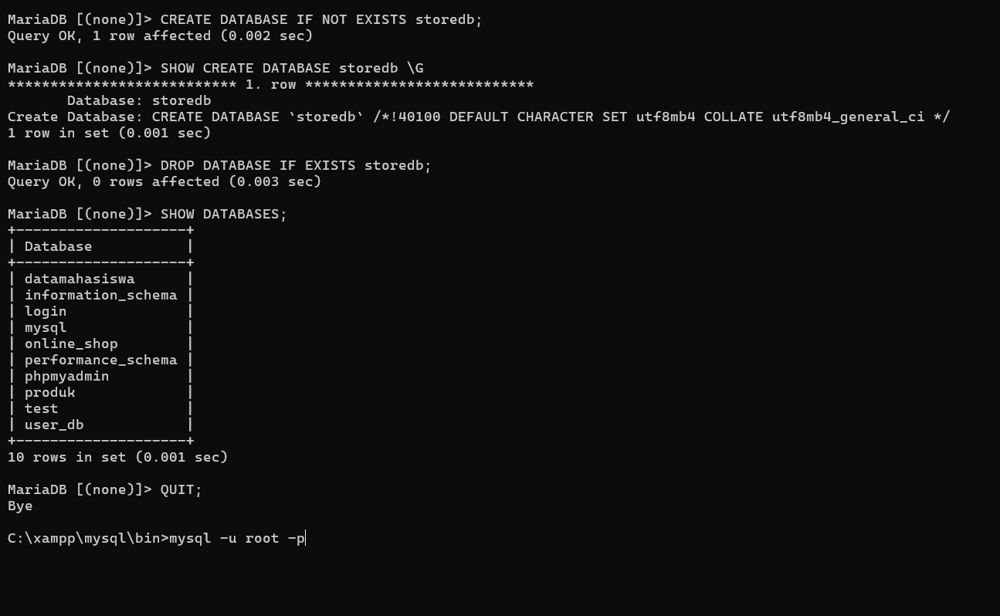 MariaDB [(none)]> CREATE DATABASE IF NOT EXISTS storedb;
Query OK, 1 row affected (0.002 sec)
MariaDB [(none)]> SHOW CREATE DATABASE storedb \G
*************************** 1. row ***************************
       Database: storedb
Create Database: CREATE DATABASE `storedb` /*!40100 DEFAULT CHARACTER SET utf8mb4 COLLATE utf8mb4_general_ci */
1 row in set (0.001 sec)
MariaDB [(none)]> DROP DATABASE IF EXISTS storedb;
Query OK, 0 rows affected (0.003 sec)
MariaDB [(none)]> SHOW DATABASES;
+--------------------+
| Database           |
+--------------------+
| datamahasiswa      |
| information_schema |
| login              |
| mysql              |
| online_shop        |
| performance_schema |
| phpmyadmin         |
| produk             |
| test               |
| user_db            |
+--------------------+
10 rows in set (0.001 sec)
MariaDB [(none)]> QUIT;
Bye
C:\xampp\mysql\bin>mysql -u root -p